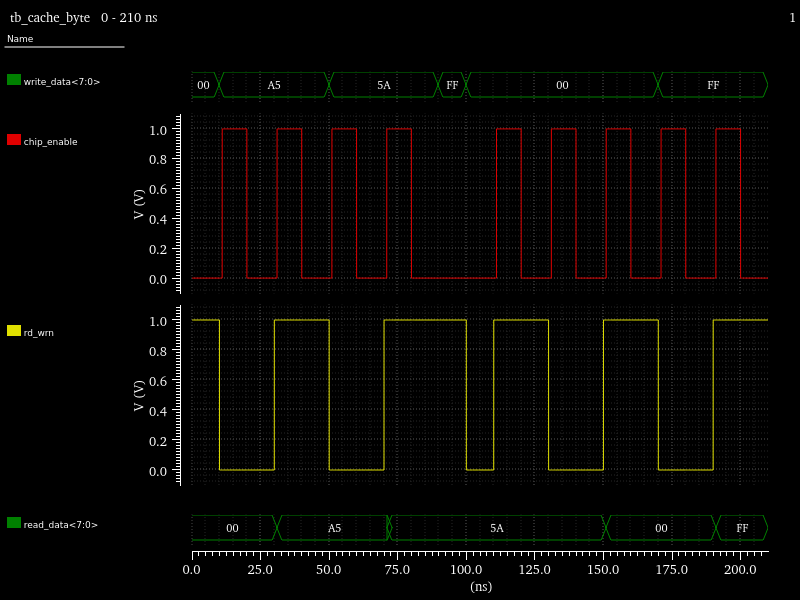 tb_cache_byte 0 - 210 ns 1
Name
write_data<7:0> 00 A5 5A FF 00 FF
chip_enable
1.0
0.8
0.6
0.4
0.2
0.0
V (V)
rd_wrn
1.0
0.8
0.6
0.4
0.2
0.0
V (V)
read_data<7:0> 00 A5 5A 00 FF
0.0 25.0 50.0 75.0 100.0 125.0 150.0 175.0 200.0
(ns)